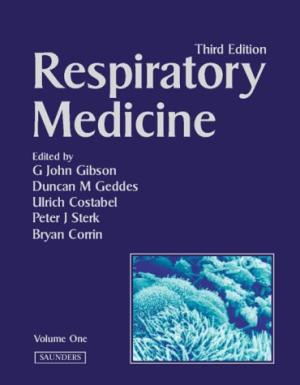 Third Edition
Respiratory
Medicine
Edited by
G John Gibson
Duncan M Geddes
Ulrich Costabel
Peter J Sterk
Bryan Corrin
Volume One
SAUNDERS